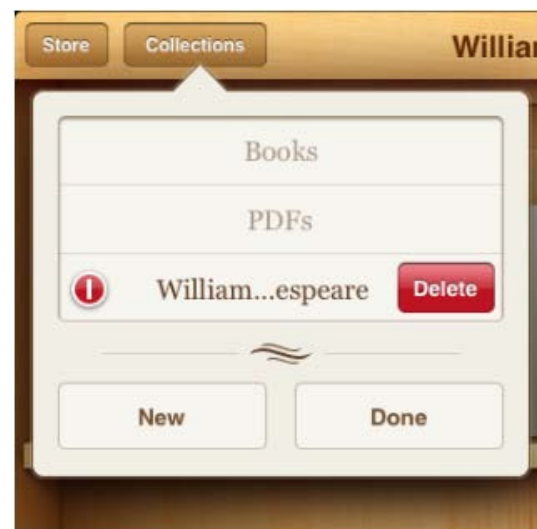 Store Collections Willia
Books
PDFs
William...espeare Delete
New Done